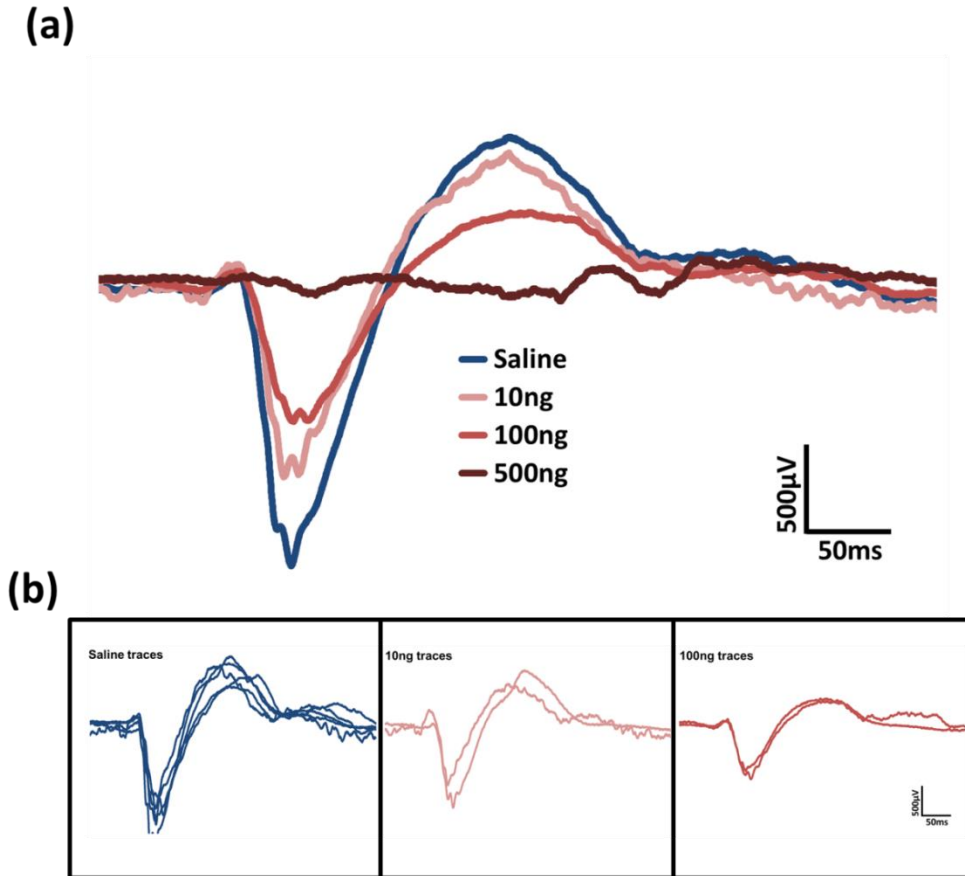 (a)
Saline
10ng
100ng
500ng
500µV
50ms
(b)
Saline traces
10ng traces
100ng traces
500µV
50ms